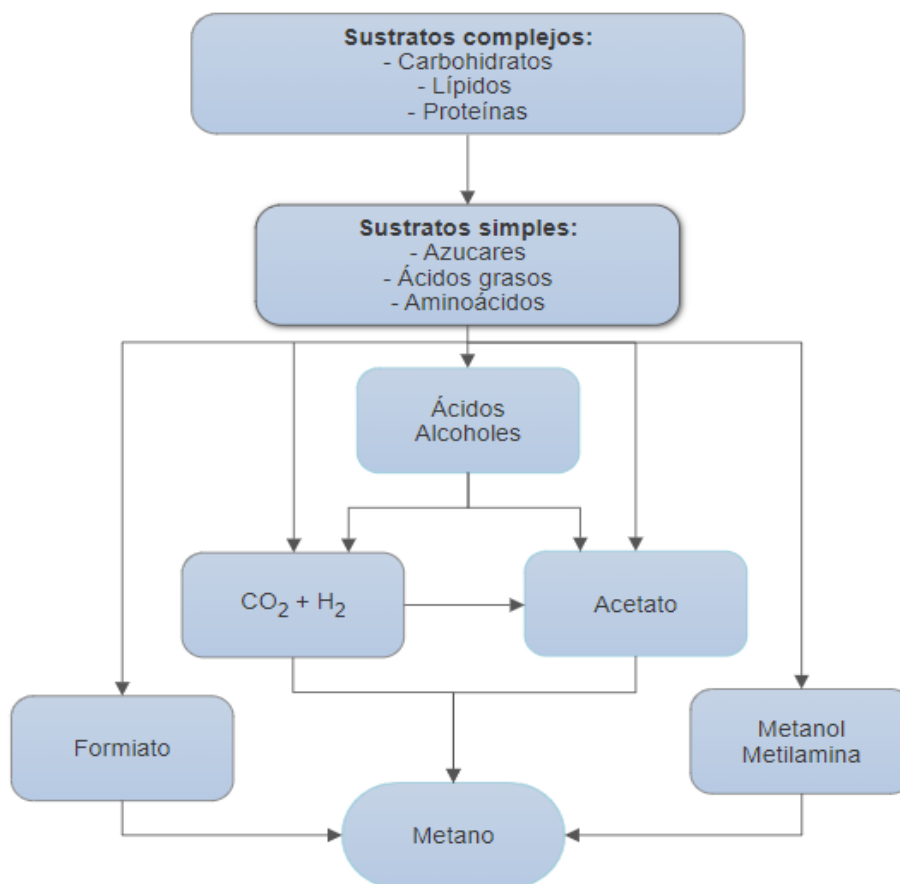 Sustratos complejos:
- Carbohidratos
- Lípidos
- Proteínas
Sustratos simples:
- Azucares
- Ácidos grasos
- Aminoácidos
Ácidos
Alcoholes
CO₂ + H₂
Acetato
Formiato
Metanol
Metilamina
Metano